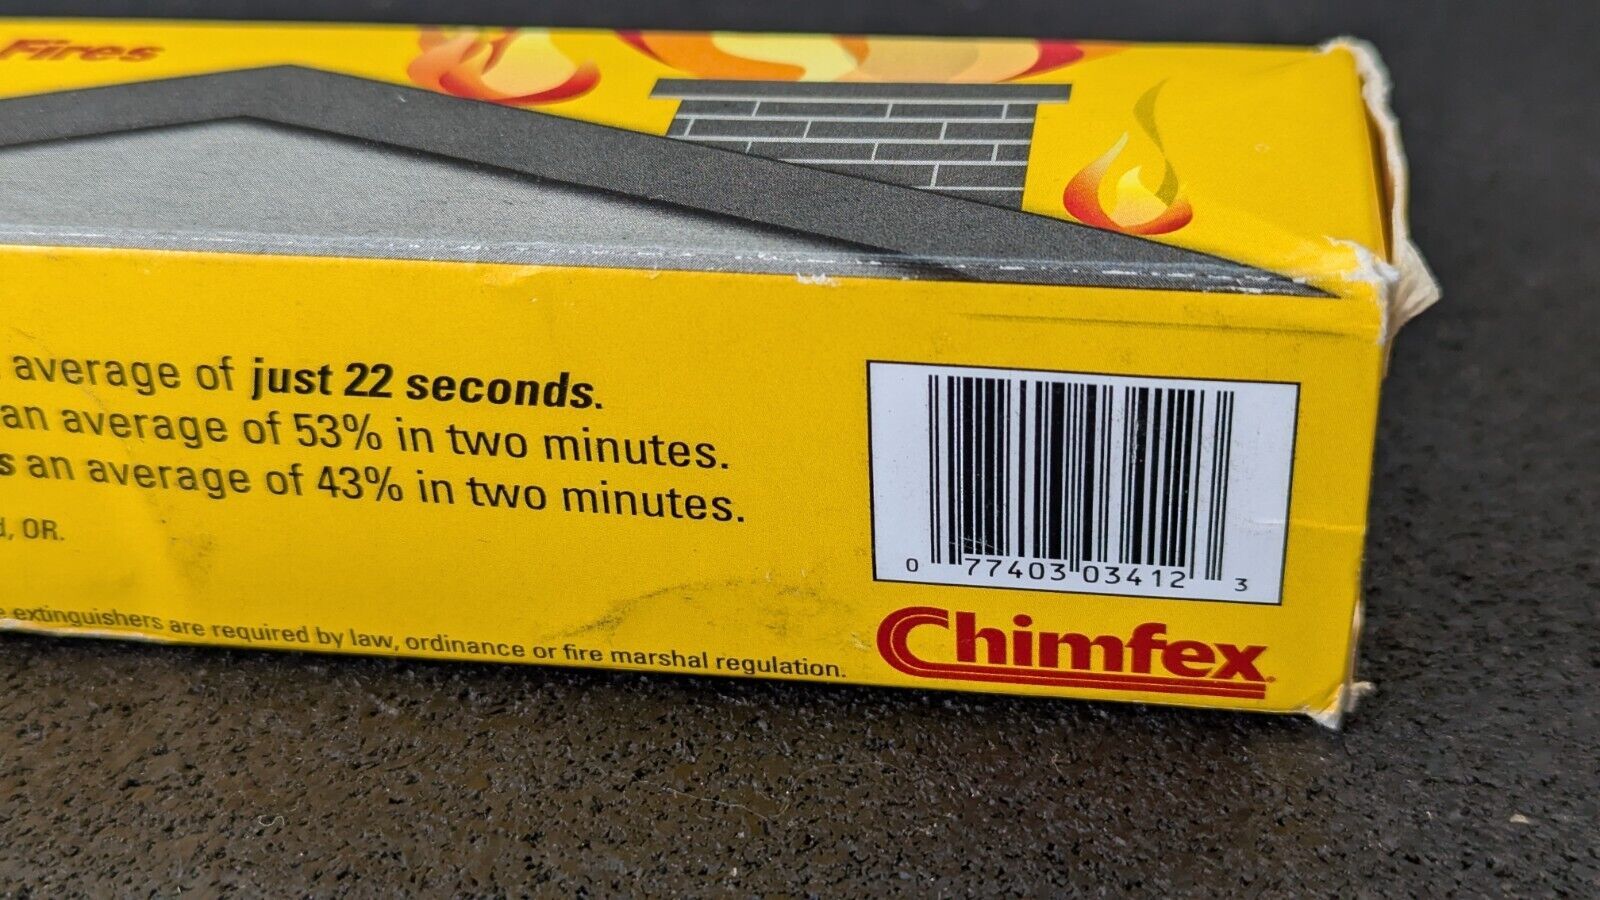 Fires
average of just 22 seconds.
an average of 53% in two minutes.
s an average of 43% in two minutes.
, OR.
extinguishers are required by law, ordinance or fire marshal regulation.
0 77403 03412 3
Chimfex